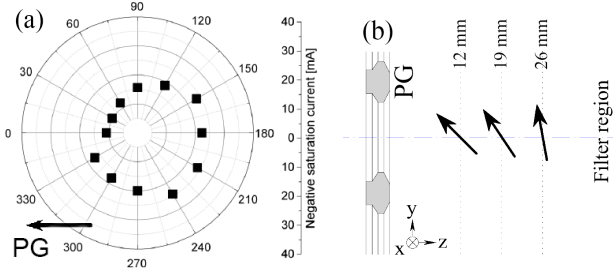 (a)
90
60
120
30
150
0
180
330
210
300
240
270
PG
40
30
20
10
0
10
20
30
40
Negative saturation current [mA]
(b)
PG
12 mm
19 mm
26 mm
Filter region
y
x
z